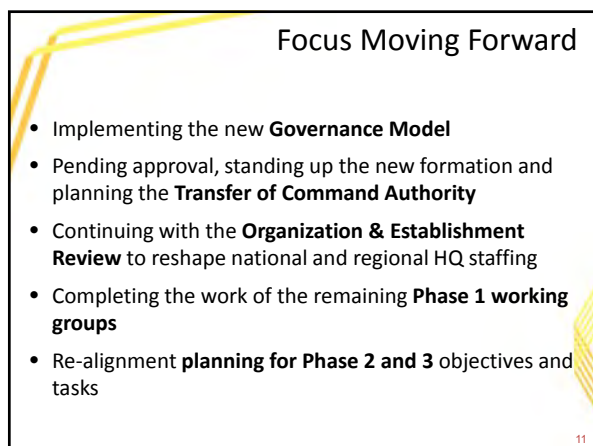 Focus Moving Forward
• Implementing the new Governance Model
• Pending approval, standing up the new formation and
planning the Transfer of Command Authority
• Continuing with the Organization & Establishment
Review to reshape national and regional HQ staffing
• Completing the work of the remaining Phase 1 working
groups
• Re-alignment planning for Phase 2 and 3 objectives and
tasks
11